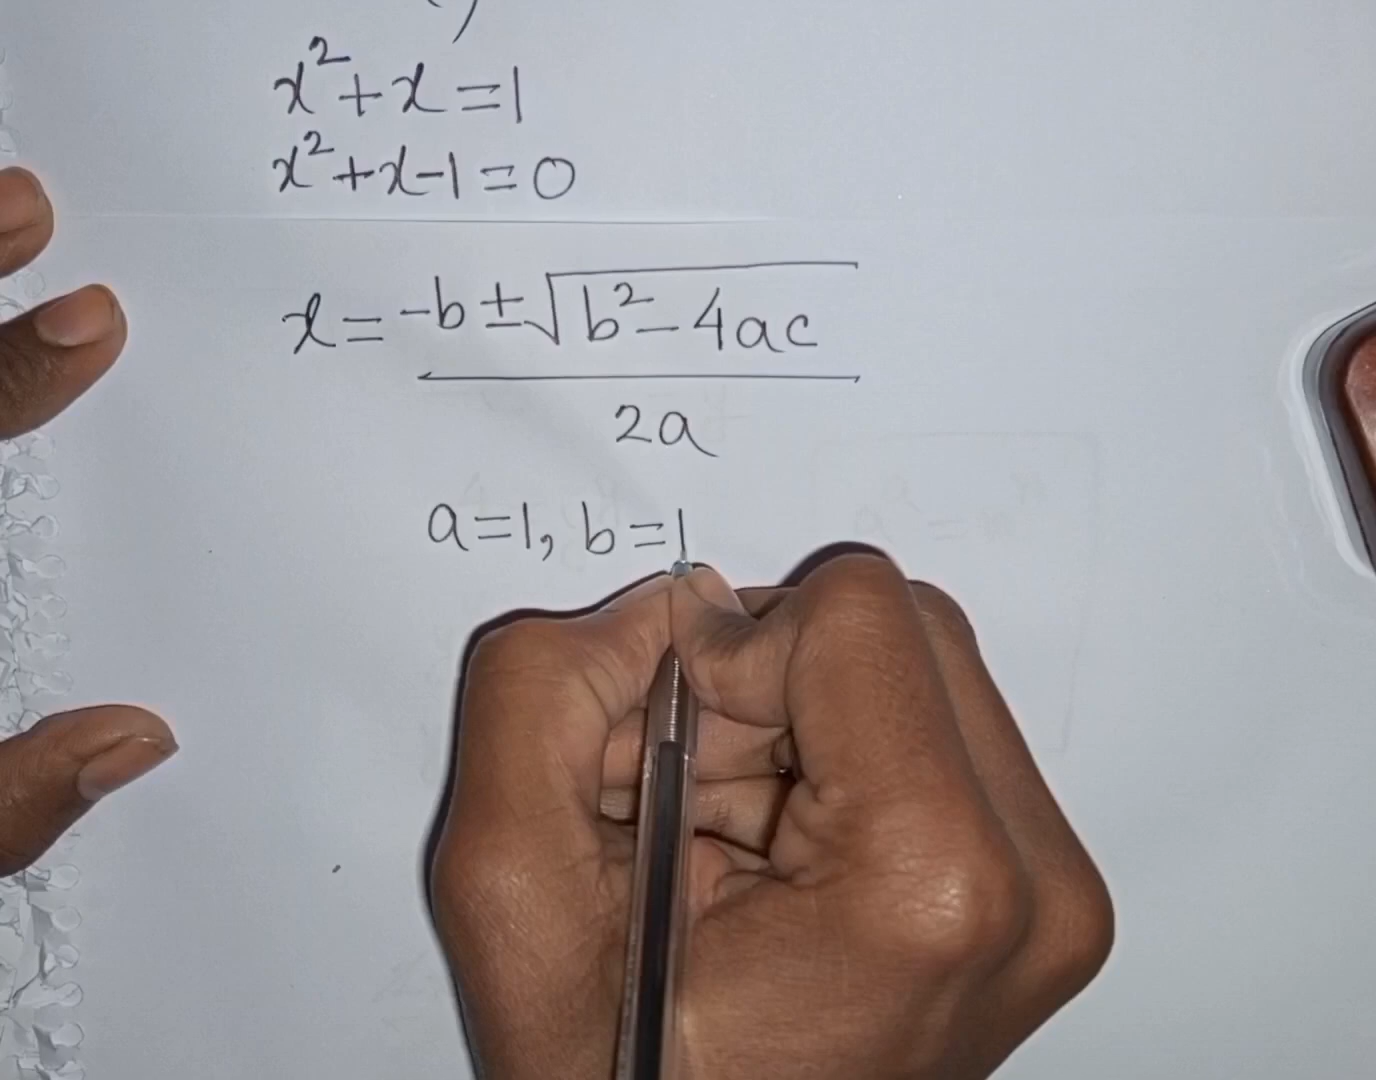 x²+x=1
x²+x-1=0
x=-b±√b²-4ac
2a
a=1, b=1